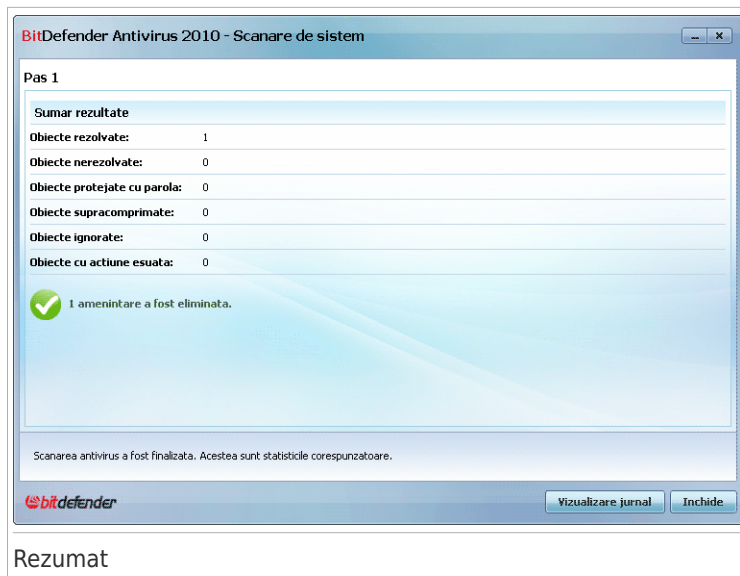 BitDefender Antivirus 2010 - Scanare de sistem
Pas 1
Sumar rezultate
Obiecte rezolvate: 1
Obiecte nerezolvate: 0
Obiecte protejate cu parola: 0
Obiecte supracomprimate: 0
Obiecte ignorate: 0
Obiecte cu actiune esuata: 0
1 amenintare a fost eliminata.
Scanarea antivirus a fost finalizata. Acestea sunt statisticile corespunzatoare.
bitdefender
Vizualizare jurnal Inchide
Rezumat